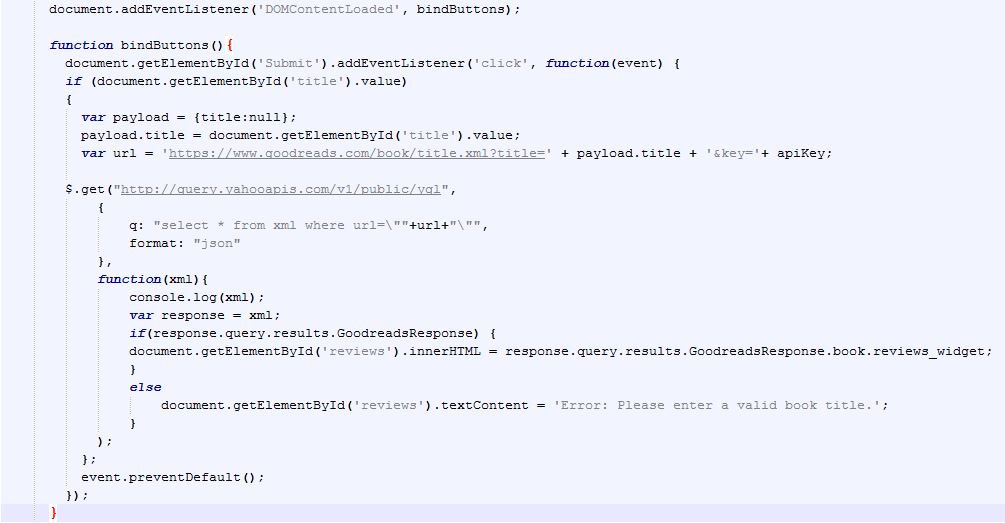 document.addEventListener('DOMContentLoaded', bindButtons);
function bindButtons(){
document.getElementById('Submit').addEventListener('click', function(event) {
if (document.getElementById('title').value)
{
var payload = {title:null};
payload.title = document.getElementById('title').value;
var url = 'https://www.goodreads.com/book/title.xml?title=' + payload.title + '&key='+ apiKey;
$.get("http://query.yahooapis.com/v1/public/yql",
{
q: "select * from xml where url=\""+url+"\"",
format: "json"
},
function(xml){
console.log(xml);
var response = xml;
if(response.query.results.GoodreadsResponse) {
document.getElementById('reviews').innerHTML = response.query.results.GoodreadsResponse.book.reviews_widget;
}
else
document.getElementById('reviews').textContent = 'Error: Please enter a valid book title.';
}
);
};
event.preventDefault();
});
}